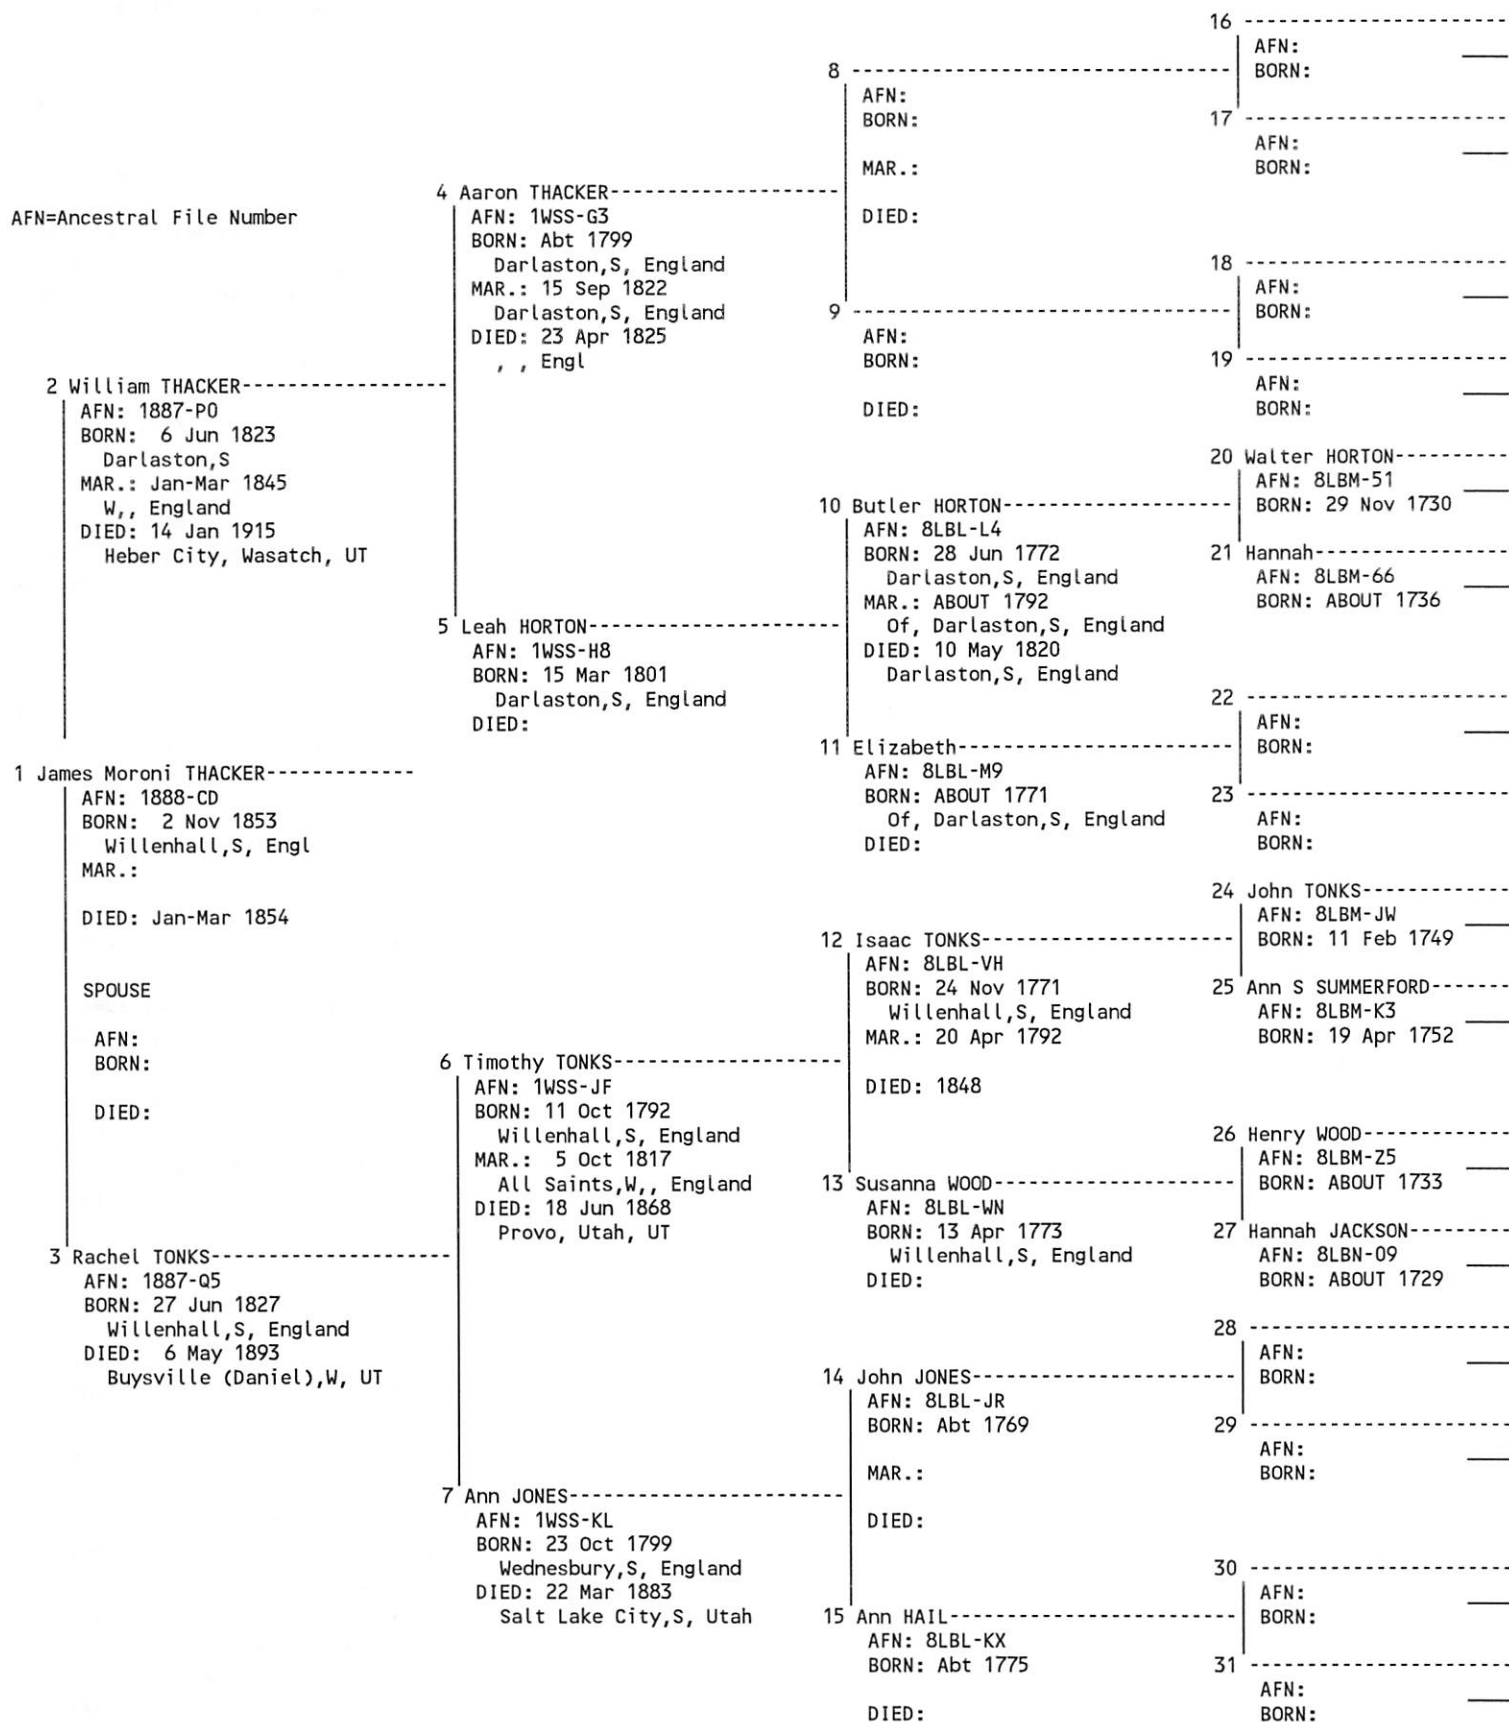 AFN=Ancestral File Number
1 James Moroni THACKER-------------
AFN: 1888-CD
BORN:  2 Nov 1853
Willenhall,S, Engl
MAR.:
DIED: Jan-Mar 1854
SPOUSE
AFN:
BORN:
DIED:
2 William THACKER------------------
AFN: 1887-P0
BORN:  6 Jun 1823
Darlaston,S
MAR.: Jan-Mar 1845
W,, England
DIED: 14 Jan 1915
Heber City, Wasatch, UT
3 Rachel TONKS---------------------
AFN: 1887-Q5
BORN: 27 Jun 1827
Willenhall,S, England
DIED:  6 May 1893
Buysville (Daniel),W, UT
4 Aaron THACKER--------------------
AFN: 1WSS-G3
BORN: Abt 1799
Darlaston,S, England
MAR.: 15 Sep 1822
Darlaston,S, England
DIED: 23 Apr 1825
, , Engl
5 Leah HORTON----------------------
AFN: 1WSS-H8
BORN: 15 Mar 1801
Darlaston,S, England
DIED:
6 Timothy TONKS--------------------
AFN: 1WSS-JF
BORN: 11 Oct 1792
Willenhall,S, England
MAR.:  5 Oct 1817
All Saints,W,, England
DIED: 18 Jun 1868
Provo, Utah, UT
7 Ann JONES------------------------
AFN: 1WSS-KL
BORN: 23 Oct 1799
Wednesbury,S, England
DIED: 22 Mar 1883
Salt Lake City,S, Utah
8 ---------------------------------
AFN:
BORN:
MAR.:
DIED:
9 ---------------------------------
AFN:
BORN:
DIED:
10 Butler HORTON--------------------
AFN: 8LBL-L4
BORN: 28 Jun 1772
Darlaston,S, England
MAR.: ABOUT 1792
Of, Darlaston,S, England
DIED: 10 May 1820
Darlaston,S, England
11 Elizabeth------------------------
AFN: 8LBL-M9
BORN: ABOUT 1771
Of, Darlaston,S, England
DIED:
12 Isaac TONKS----------------------
AFN: 8LBL-VH
BORN: 24 Nov 1771
Willenhall,S, England
MAR.: 20 Apr 1792
DIED: 1848
13 Susanna WOOD---------------------
AFN: 8LBL-WN
BORN: 13 Apr 1773
Willenhall,S, England
DIED:
14 John JONES-----------------------
AFN: 8LBL-JR
BORN: Abt 1769
MAR.:
DIED:
15 Ann HAIL-------------------------
AFN: 8LBL-KX
BORN: Abt 1775
DIED:
16 -----------------------
AFN:
BORN:
17 -----------------------
AFN:
BORN:
18 -----------------------
AFN:
BORN:
19 -----------------------
AFN:
BORN:
20 Walter HORTON----------
AFN: 8LBM-51
BORN: 29 Nov 1730
21 Hannah-----------------
AFN: 8LBM-66
BORN: ABOUT 1736
22 -----------------------
AFN:
BORN:
23 -----------------------
AFN:
BORN:
24 John TONKS-------------
AFN: 8LBM-JW
BORN: 11 Feb 1749
25 Ann S SUMMERFORD-------
AFN: 8LBM-K3
BORN: 19 Apr 1752
26 Henry WOOD-------------
AFN: 8LBM-Z5
BORN: ABOUT 1733
27 Hannah JACKSON---------
AFN: 8LBN-09
BORN: ABOUT 1729
28 -----------------------
AFN:
BORN:
29 -----------------------
AFN:
BORN:
30 -----------------------
AFN:
BORN:
31 -----------------------
AFN:
BORN: